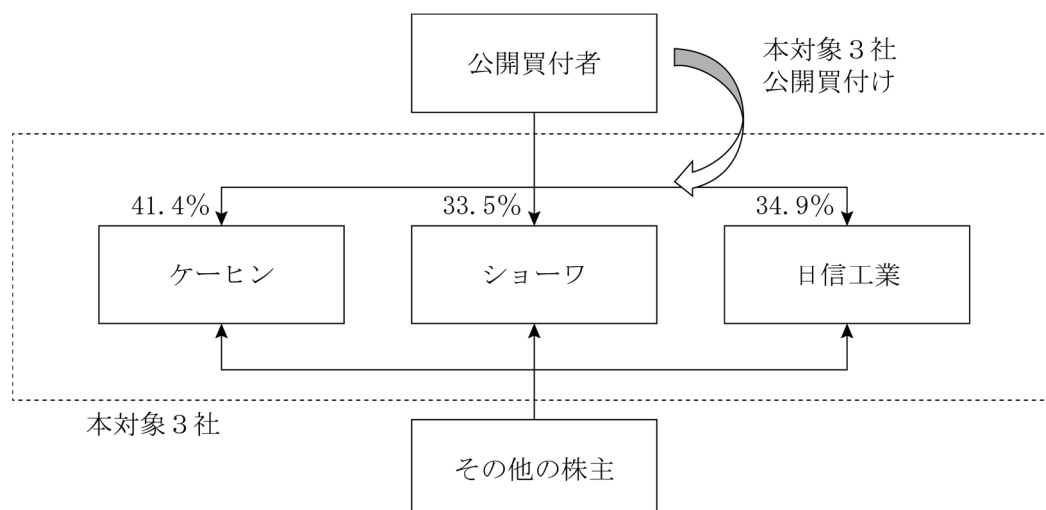 公開買付者
本対象３社
公開買付け
41.4%
33.5%
34.9%
ケーヒン
ショーワ
日信工業
本対象３社
その他の株主